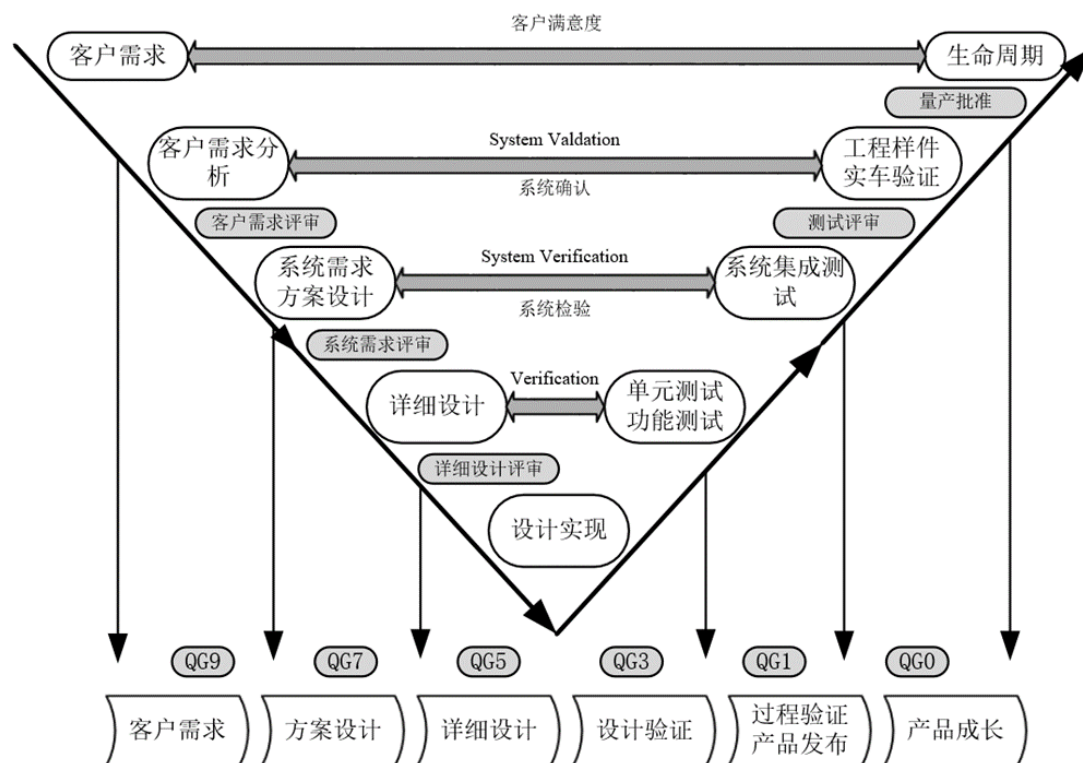 客户满意度
客户需求
生命周期
量产批准
System Valdation
客户需求分
析
工程样件
实车验证
系统确认
客户需求评审
测试评审
System Verification
系统需求
方案设计
系统集成测
试
系统检验
系统需求评审
Verification
详细设计
单元测试
功能测试
详细设计评审
设计实现
QG9
QG7
QG5
QG3
QG1
QG0
客户需求
方案设计
详细设计
设计验证
过程验证
产品发布
产品成长